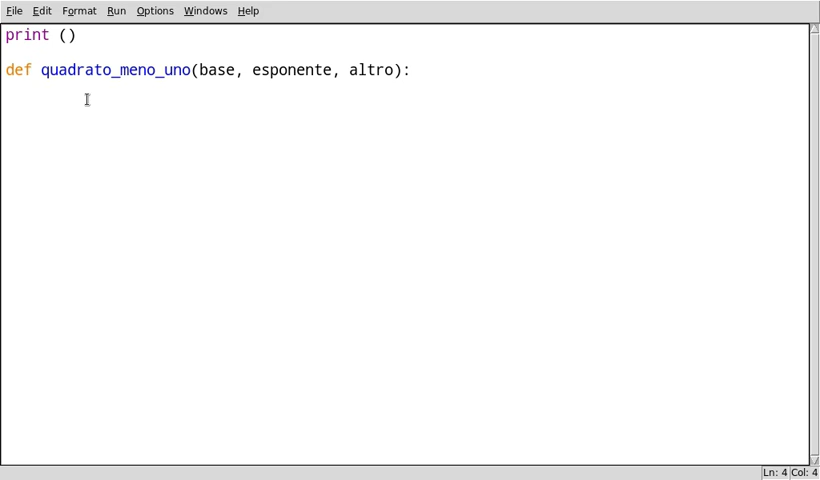 File Edit Format Run Options Windows Help
print ()
def quadrato_meno_uno(base, esponente, altro):
Ln: 4 Col: 4